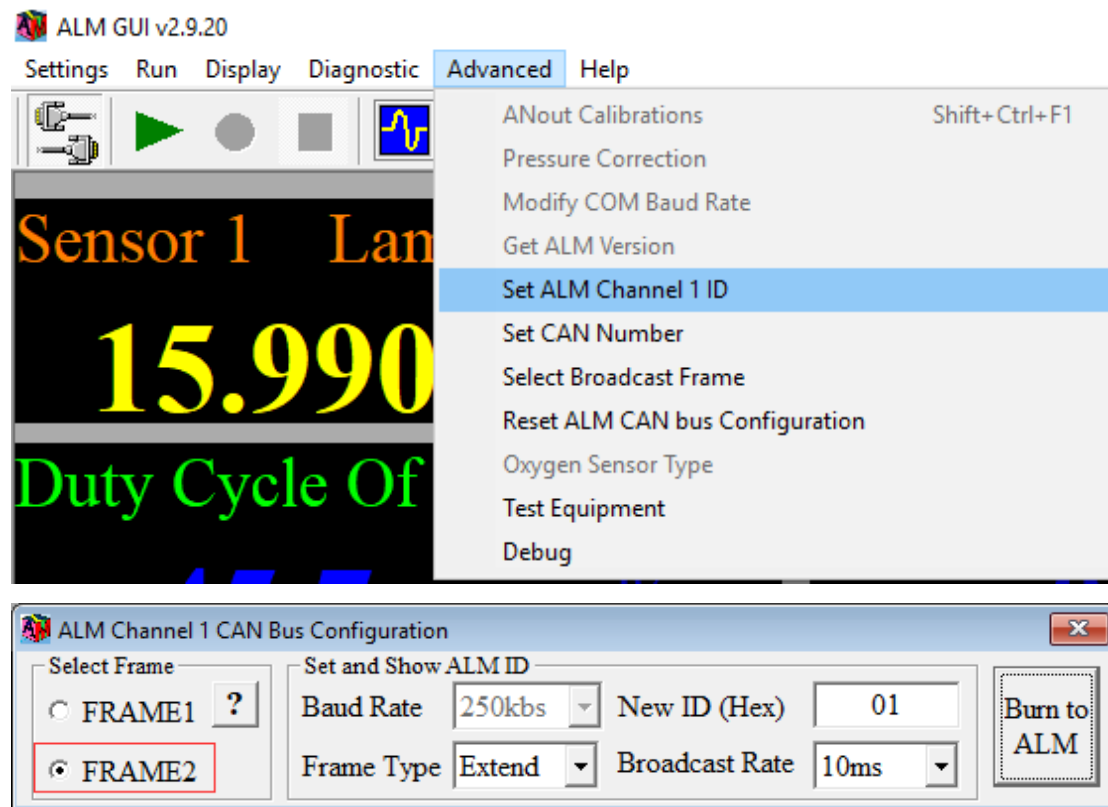 ALM GUI v2.9.20
Settings Run Display Diagnostic Advanced Help
ANout Calibrations Shift+Ctrl+F1
Pressure Correction
Modify COM Baud Rate
Get ALM Version
Set ALM Channel 1 ID
Set CAN Number
Select Broadcast Frame
Reset ALM CAN bus Configuration
Oxygen Sensor Type
Test Equipment
Debug
Sensor 1 Lam
15.990
Duty Cycle Of
ALM Channel 1 CAN Bus Configuration
Select Frame
FRAME1 ?
FRAME2
Set and Show ALM ID
Baud Rate 250kbs New ID (Hex) 01
Frame Type Extend Broadcast Rate 10ms
Burn to
ALM